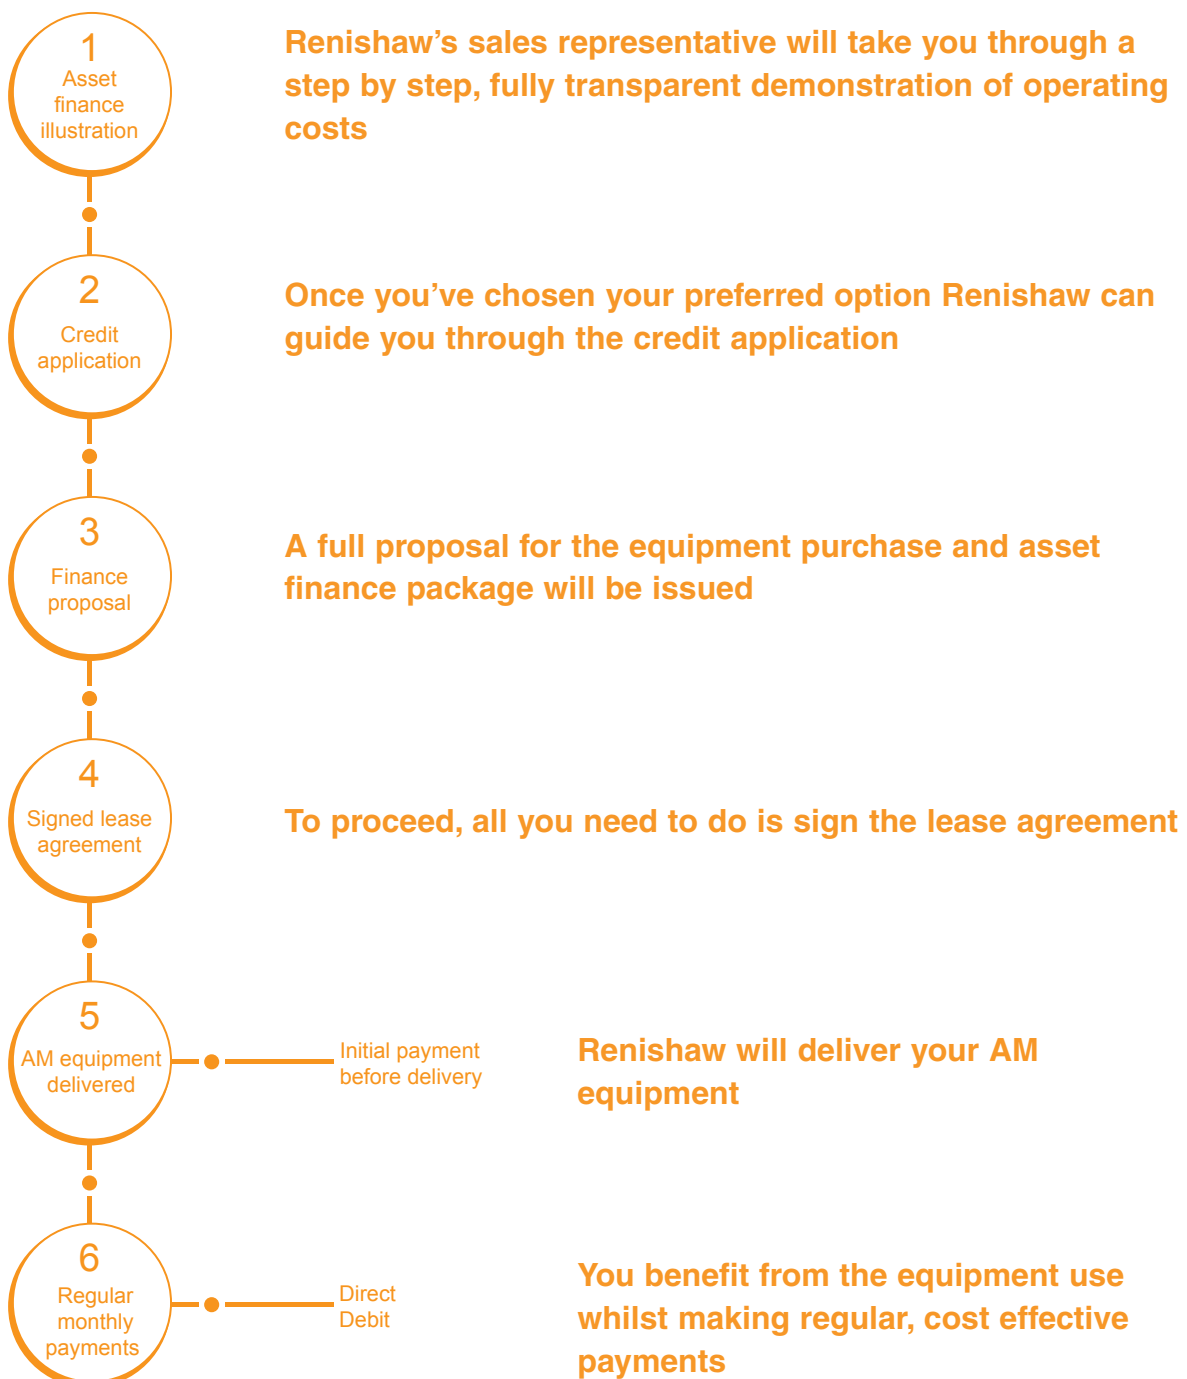 1
Asset
finance
illustration
Renishaw’s sales representative will take you through a
step by step, fully transparent demonstration of operating
costs
2
Credit
application
Once you’ve chosen your preferred option Renishaw can
guide you through the credit application
3
Finance
proposal
A full proposal for the equipment purchase and asset
finance package will be issued
4
Signed lease
agreement
To proceed, all you need to do is sign the lease agreement
5
AM equipment
delivered
Initial payment
before delivery
Renishaw will deliver your AM
equipment
6
Regular
monthly
payments
Direct
Debit
You benefit from the equipment use
whilst making regular, cost effective
payments